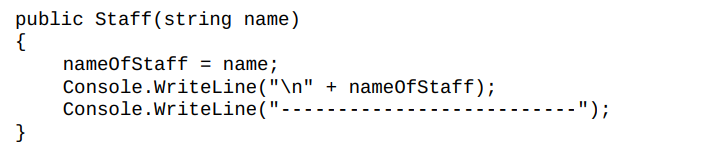 public Staff(string name)
{
    nameOfStaff = name;
    Console.WriteLine("\n" + nameOfStaff);
    Console.WriteLine("--------------------------");
}